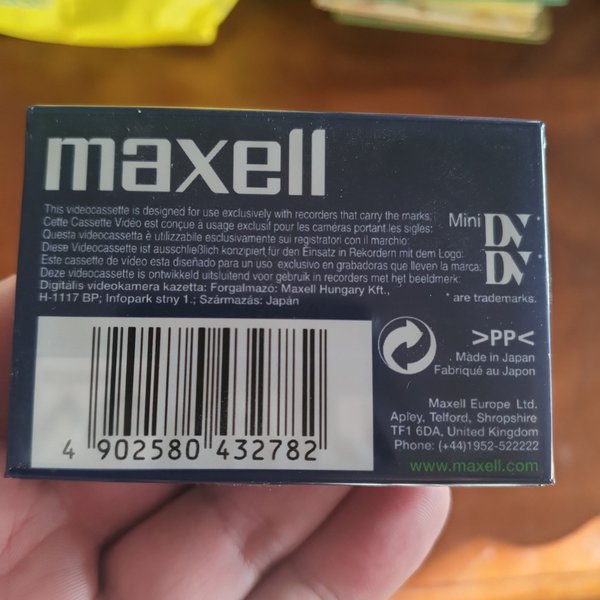 maxell
This videocassette is designed for use exclusively with recorders that carry the marks:
Cette Cassette Vidéo est conçue à usage exclusif pour les caméras portant les sigles:
Questa videocassetta è utilizzabile esclusivamente sui registratori con il marchio:
Diese Videocassette ist ausschließlich konzipiert für den Einsatz in Rekordern mit dem Logo:
Este cassette de vídeo esta diseñado para un uso exclusivo en grabadoras que lleven la marca:
Deze videocassette is ontwikkeld uitsluitend voor gebruik in recorders met het beeldmerk:
Digitális videokamera kazetta: Forgalmazó: Maxell Hungary Kft.,
H-1117 BP; Infopark stny 1.; Származás: Japán
Mini DV *
DV *
* are trademarks.
>PP<
Made in Japan
Fabriqué au Japon
Maxell Europe Ltd.
Apley, Telford, Shropshire
TF1 6DA, United Kingdom
Phone: (+44)1952-522222
www.maxell.com
4 902580 432782